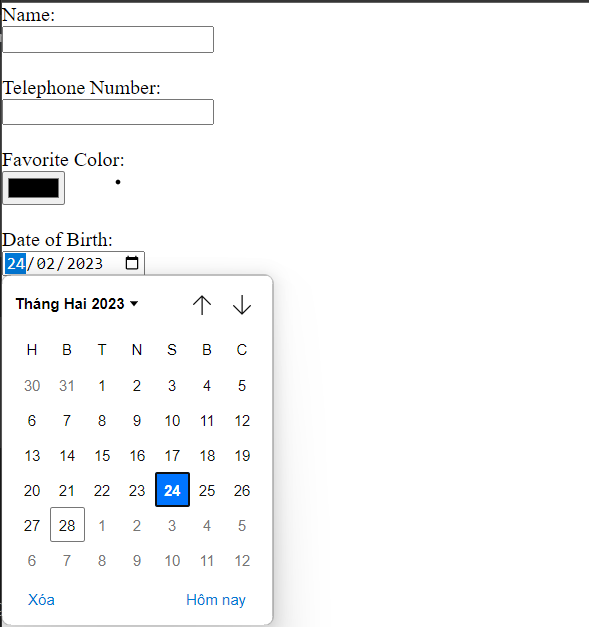 Name:
Telephone Number:
Favorite Color:
Date of Birth:
24/02/2023
Tháng Hai 2023
H B T N S B C
30 31 1 2 3 4 5
6 7 8 9 10 11 12
13 14 15 16 17 18 19
20 21 22 23 24 25 26
27 28 1 2 3 4 5
6 7 8 9 10 11 12
Xóa Hôm nay